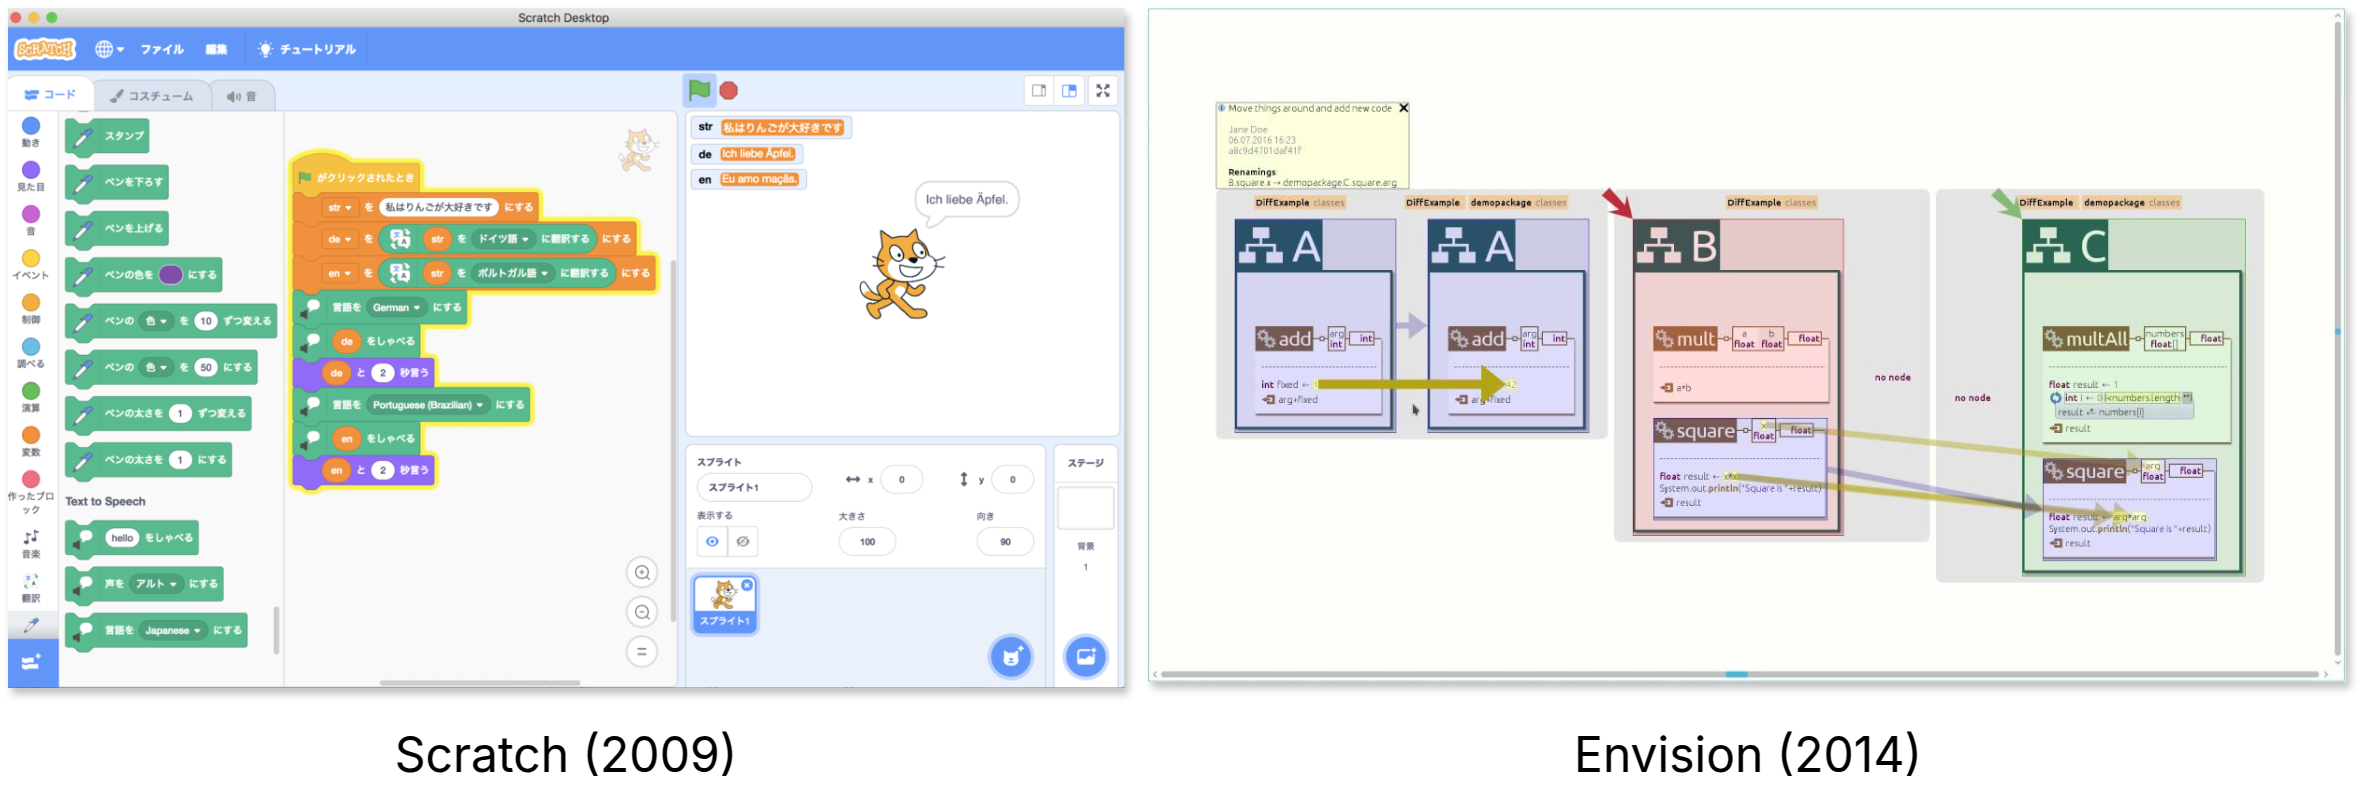 Scratch Desktop
SCRATCH
ファイル 編集 チュートリアル
コード コスチューム 音
動き
見た目
音
イベント
制御
調べる
演算
変数
作ったブロック
音楽
翻訳
スタンプ
ペンを下ろす
ペンを上げる
ペンの色を にする
ペンの 色 を 10 ずつ変える
ペンの 色 を 50 にする
ペンの太さを 1 ずつ変える
ペンの太さを 1 にする
Text to Speech
hello をしゃべる
声を アルト にする
言語を Japanese にする
がクリックされたとき
str を 私はりんごが大好きです にする
de を str を ドイツ語 に翻訳する にする
en を str を ポルトガル語 に翻訳する にする
言語を German にする
de をしゃべる
de と 2 秒言う
言語を Portuguese (Brazilian) にする
en をしゃべる
en と 2 秒言う
str 私はりんごが大好きです
de Ich liebe Äpfel.
en Eu amo maçãs.
Ich liebe Äpfel.
スプライト
スプライト1
x 0 y 0
表示する 大きさ 向き
100 90
スプライト1
ステージ
背景
1
Move things around and add new code
Jane Doe
06.07.2016 16:23
a8c9d4701daf41f
Renamings:
B.square.x → demopackage.C.square.arg
DiffExample classes
A
add arg int int
int fixed ← 1
arg+fixed
DiffExample demopackage classes
A
add arg int int
42
arg+fixed
DiffExample classes
B
mult a float b float float
a*b
square float float
float result ← x*x
System.out.println("Square is "+result)
result
no node
no node
DiffExample demopackage classes
C
multAll numbers float[] float
float result ← 1
int i ← 0 i<numbers.length
result numbers[i]
result
square arg float float
float result ← arg*arg
System.out.println("Square is "+result)
result
Scratch (2009)
Envision (2014)